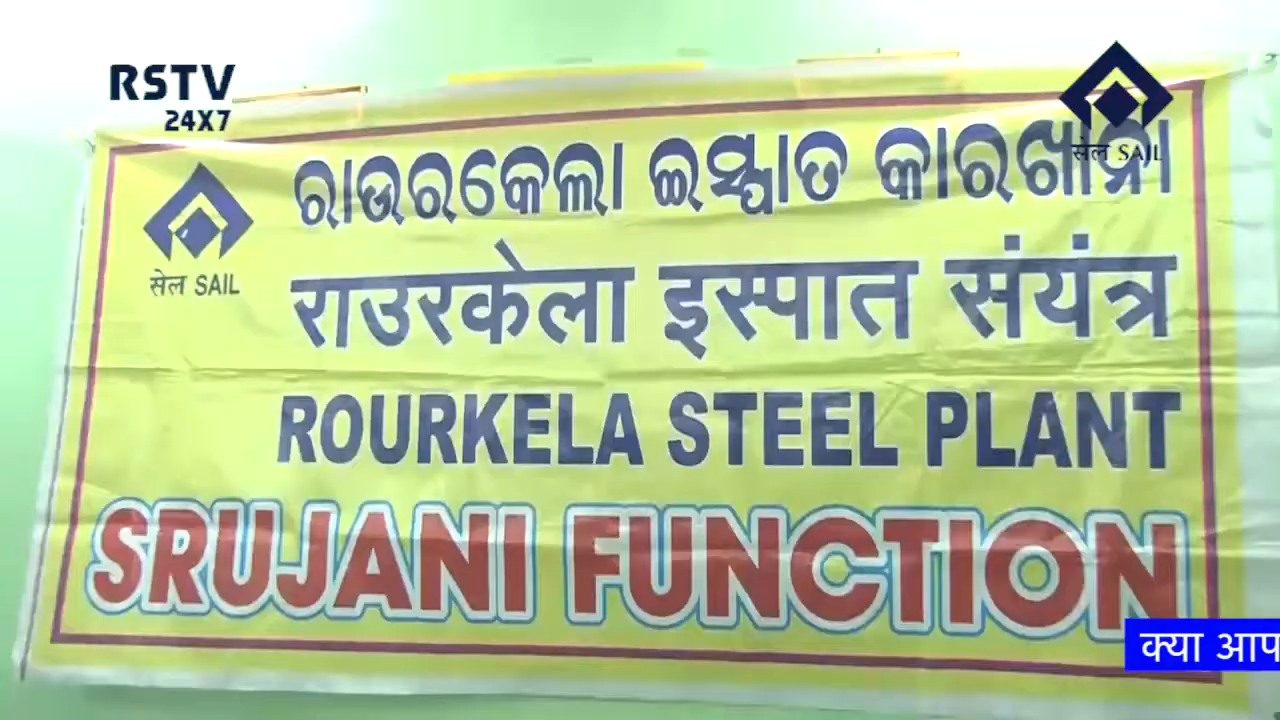 RSTV
24X7
सेल SAIL
ରାଉରକେଲା ଇସ୍ପାତ କାରଖାନା
सेल SAIL
राउरकेला इस्पात संयंत्र
ROURKELA STEEL PLANT
SRUJANI FUNCTION
क्या आप